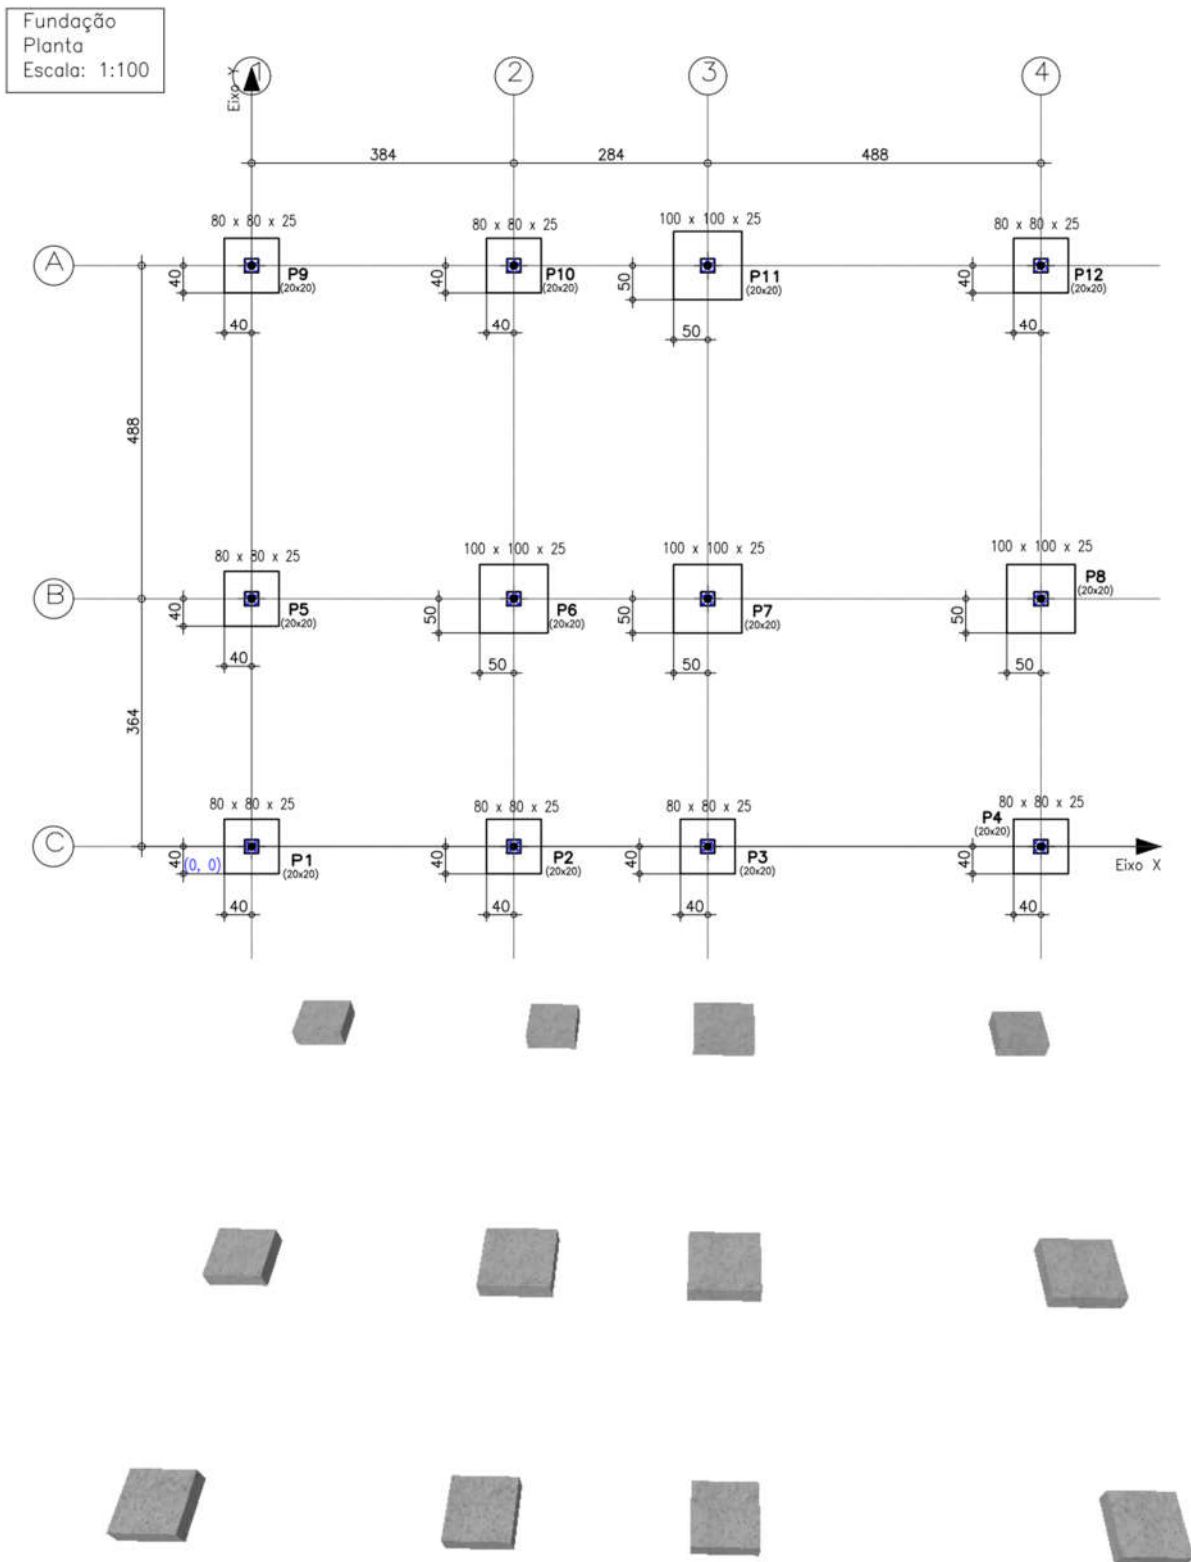 Fundação
Planta
Escala: 1:100
1
2
3
4
Eixo Y
384
284
488
80 x 80 x 25
80 x 80 x 25
100 x 100 x 25
80 x 80 x 25
A
40
P9
(20x20)
40
P10
(20x20)
50
P11
(20x20)
40
P12
(20x20)
40
40
50
40
488
80 x 80 x 25
100 x 100 x 25
100 x 100 x 25
100 x 100 x 25
B
40
P5
(20x20)
50
P6
(20x20)
50
P7
(20x20)
50
P8
(20x20)
40
50
50
50
364
80 x 80 x 25
80 x 80 x 25
80 x 80 x 25
80 x 80 x 25
C
40
(0, 0)
P1
(20x20)
40
P2
(20x20)
40
P3
(20x20)
40
P4
(20x20)
Eixo X
40
40
40
40